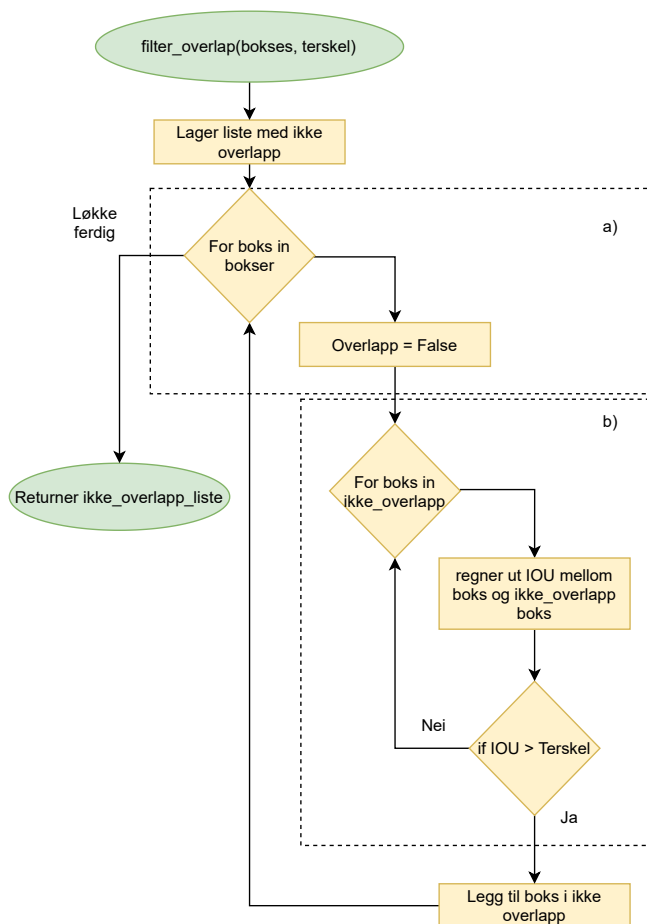 filter_overlap(bokses, terskel)
Lager liste med ikke
overlapp
Løkke
ferdig
a)
For boks in
bokser
Overlapp = False
b)
For boks in
ikke_overlapp
Returner ikke_overlapp_liste
regner ut IOU mellom
boks og ikke_overlapp
boks
Nei
if IOU > Terskel
Ja
Legg til boks i ikke
overlapp